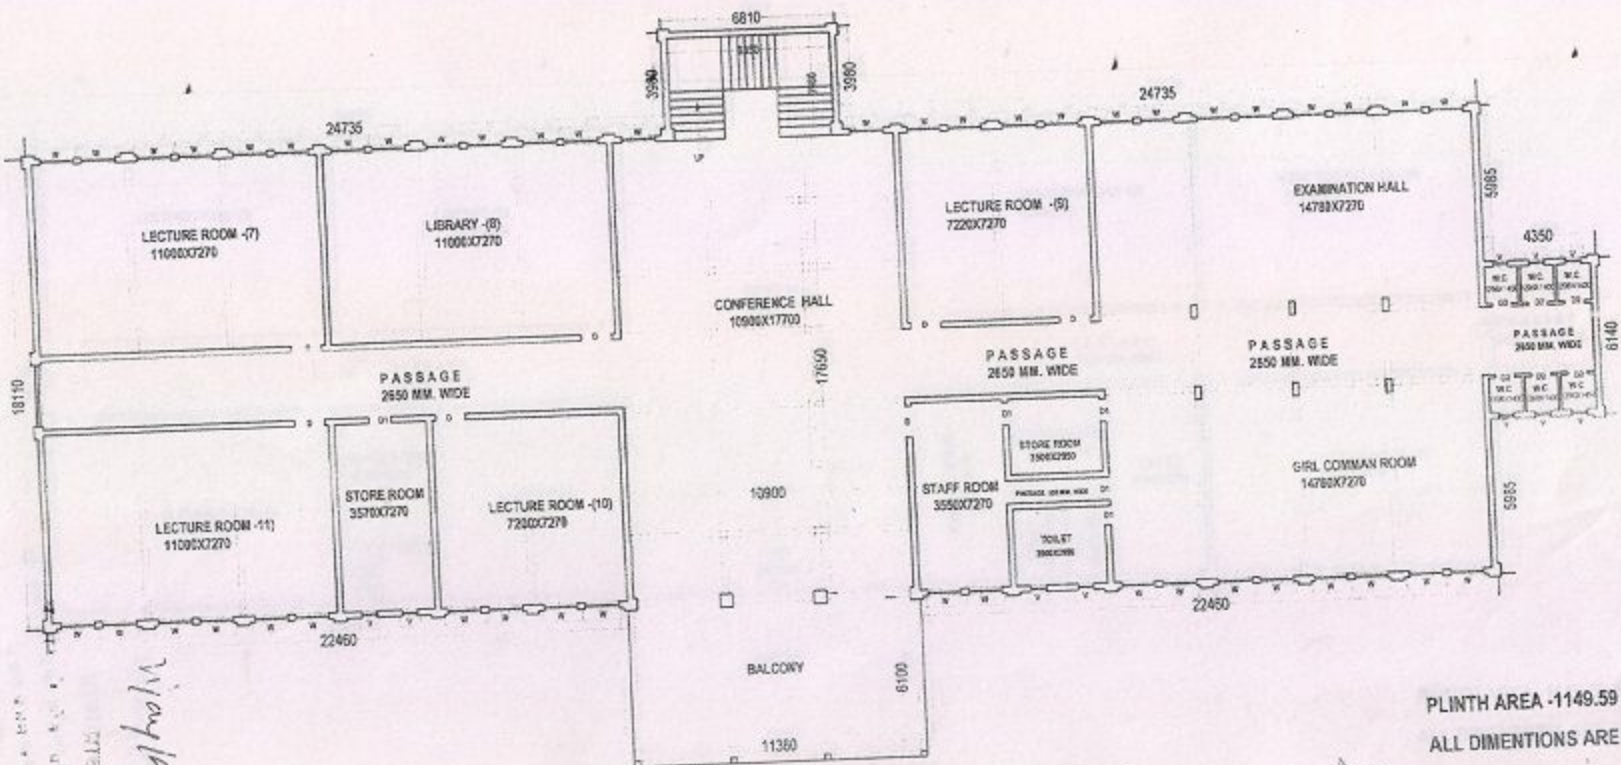 6810
3980
3980
24735
24735
UP
LECTURE ROOM -(7)
11000X7270
LIBRARY -(8)
11000X7270
LECTURE ROOM -(9)
7220X7270
EXAMINATION HALL
14780X7270
5985
4350
CONFERENCE HALL
10900X17700
W.C.
W.C.
W.C.
PASSAGE
2650 MM. WIDE
PASSAGE
2650 MM. WIDE
PASSAGE
2650 MM. WIDE
PASSAGE
2650 MM. WIDE
6140
18110
17650
W.C
W.C
W.C
STORE ROOM
3570X7270
LECTURE ROOM -(10)
7200X7270
LECTURE ROOM -11)
11000X7270
10900
STAFF ROOM
3550X7270
STORE ROOM
TOILET
GIRL COMMAN ROOM
14780X7270
5985
22460
22460
BALCONY
6100
11380
PLINTH AREA -1149.59
ALL DIMENTIONS ARE